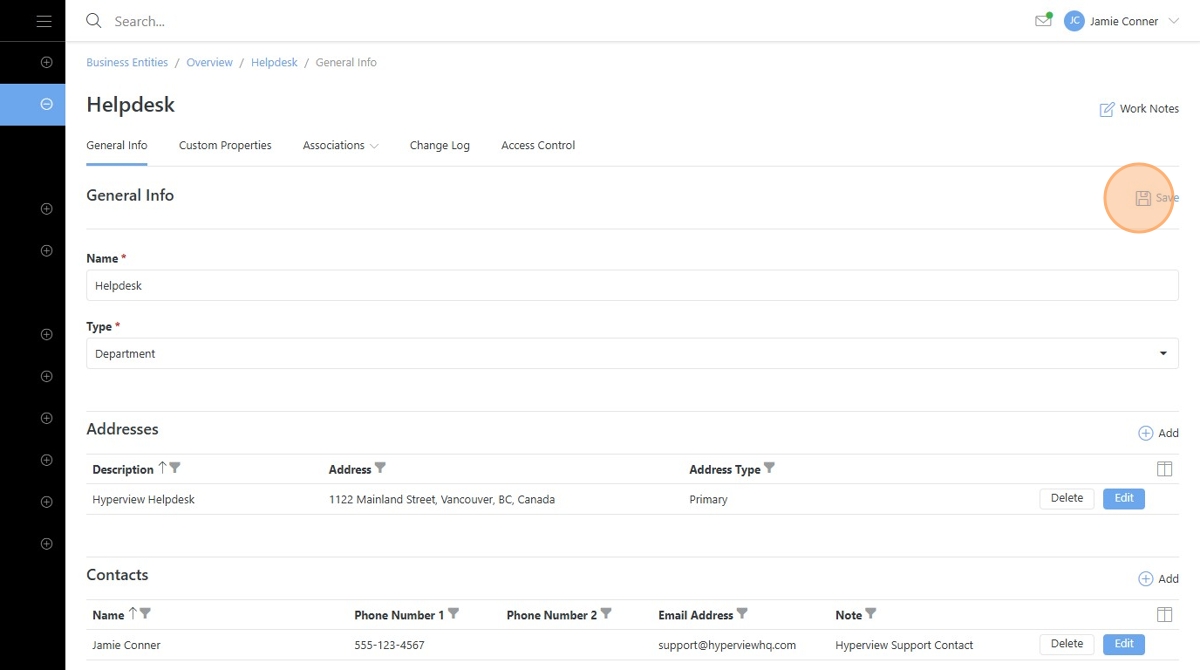 Search...
JC Jamie Conner
Business Entities / Overview / Helpdesk / General Info
Helpdesk
Work Notes
General Info Custom Properties Associations Change Log Access Control
General Info
Save
Name *
Helpdesk
Type *
Department
Addresses
Add
Description Address Address Type
Hyperview Helpdesk 1122 Mainland Street, Vancouver, BC, Canada Primary Delete Edit
Contacts
Add
Name Phone Number 1 Phone Number 2 Email Address Note
Jamie Conner 555-123-4567 support@hyperviewhq.com Hyperview Support Contact Delete Edit